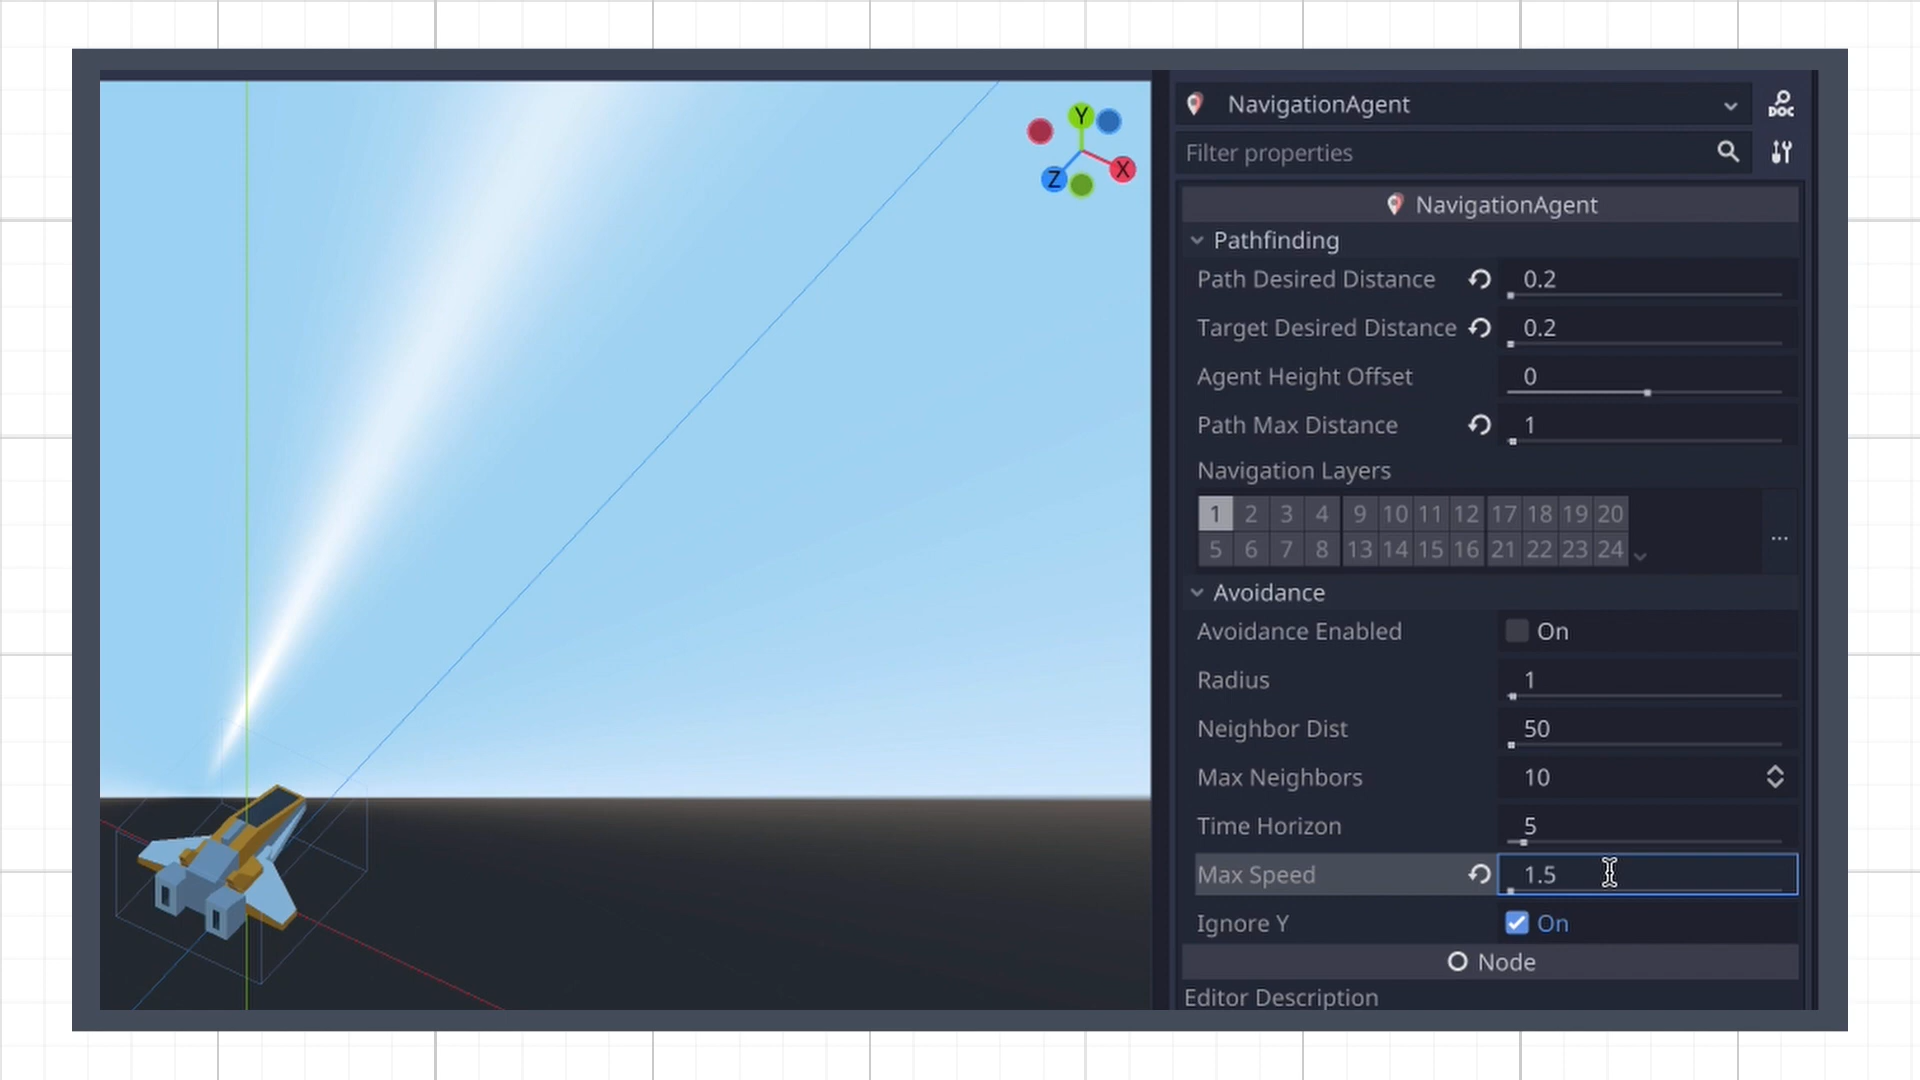 Y
X
Z
NavigationAgent
DOC
Filter properties
NavigationAgent
Pathfinding
Path Desired Distance 0.2
Target Desired Distance 0.2
Agent Height Offset 0
Path Max Distance 1
Navigation Layers
1 2 3 4 9 10 11 12 17 18 19 20
5 6 7 8 13 14 15 16 21 22 23 24
Avoidance
Avoidance Enabled On
Radius 1
Neighbor Dist 50
Max Neighbors 10
Time Horizon 5
Max Speed 1.5
Ignore Y On
Node
Editor Description